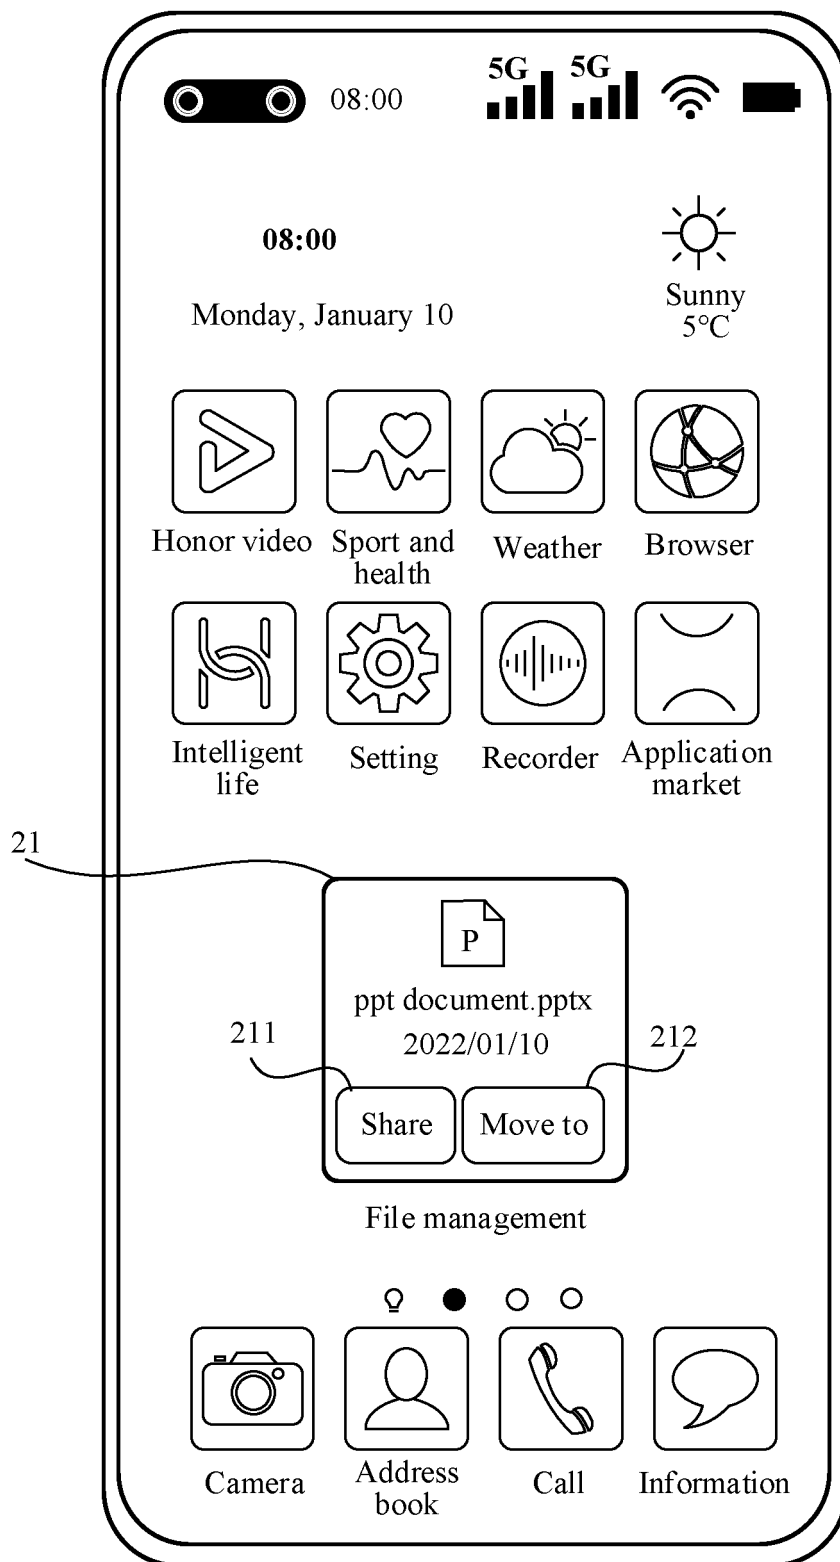 5G 5G
08:00
08:00
Monday, January 10
Sunny
5°C
Honor video
Sport and
health
Weather
Browser
Intelligent
life
Setting
Recorder
Application
market
21
P
ppt document.pptx
2022/01/10
211
212
Share
Move to
File management
Camera
Address
book
Call
Information